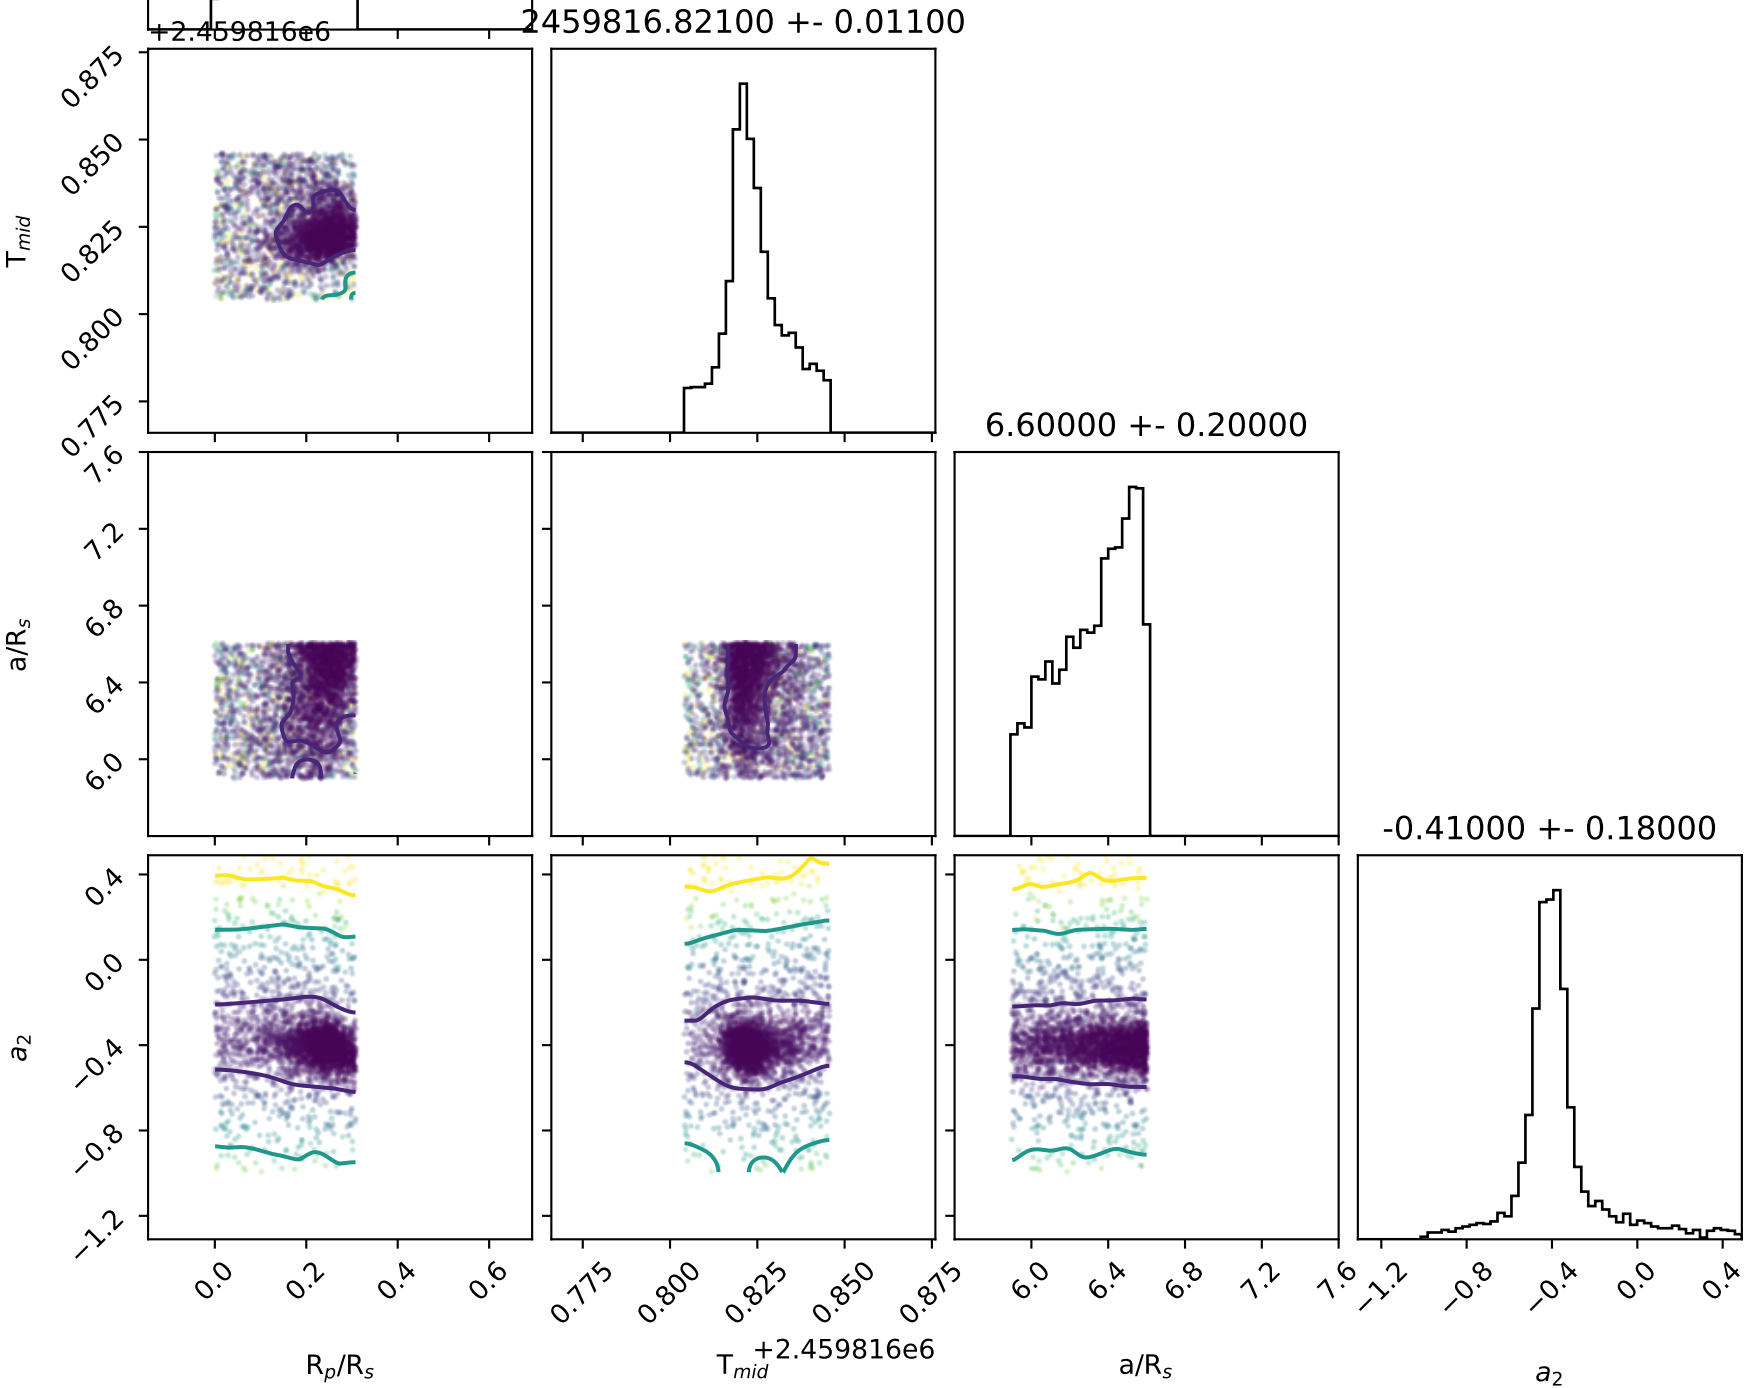 +2.459816e6
2459816.82100 +- 0.01100
0.875
0.850
0.825
0.800
0.775
T_mid
6.60000 +- 0.20000
7.6
7.2
6.8
6.4
6.0
a/R_s
-0.41000 +- 0.18000
0.4
0.0
−0.4
−0.8
−1.2
a_2
0.0 0.2 0.4 0.6
0.775 0.800 0.825 0.850 0.875
6.0 6.4 6.8 7.2 7.6
−1.2 −0.8 −0.4 0.0 0.4
+2.459816e6
R_p/R_s T_mid a/R_s a_2